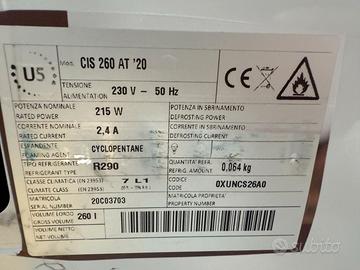 U5
MOD. CIS 260 AT '20
TENSIONE
ALIMENTATION 230 V – 50 Hz
CE
POTENZA NOMINALE
RATED POWER 215 W
POTENZA IN SBRINAMENTO
DEFROSTING POWER
CORRENTE NOMINALE
RATED CURRENT 2,4 A
CORRENTE IN SBRINAMENTO
DEFROSTING CURRENT
ESPANDENTE
FOAMING AGENT CYCLOPENTANE
TIPO REFRIGERANTE
REFRIGERANT TYPE R290
QUANTITÀ REFR.
REFRIG. AMOUNT 0,064 kg
CLASSE CLIMATICA (EN 23953)
CLIMATE CLASS (EN 23953) 7 L1
CODICE
CODE 0XUNCS26A0
MATRICOLA
SERIAL NUMBER 20C03703
MATRICOLA PROPRIETÀ
PROPERTY NUMBER
VOLUME LORDO
GROSS VOLUME 260 l
VOLUME NETTO
NET VOLUME
subito